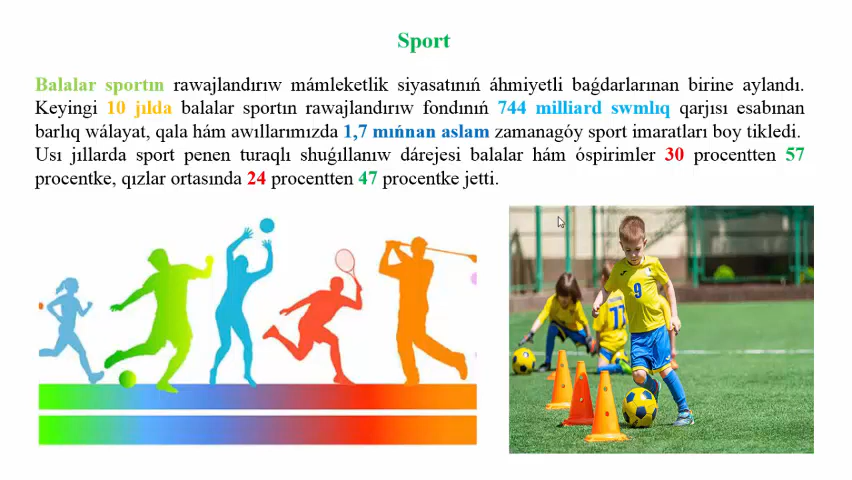 Sport
Balalar sportın rawajlandırıw mámleketlik siyasatınıń áhmiyetli baǵdarlarınan birine aylandı.
Keyingi 10 jılda balalar sportın rawajlandırıw fondınıń 744 milliard swmlıq qarjısı esabınan
barlıq wálayat, qala hám awıllarımızda 1,7 mıńnan aslam zamanagóy sport imaratları boy tikledi.
Usı jıllarda sport penen turaqlı shuǵıllanıw dárejesi balalar hám óspirimler 30 procentten 57
procentke, qızlar ortasında 24 procentten 47 procentke jetti.
9
77